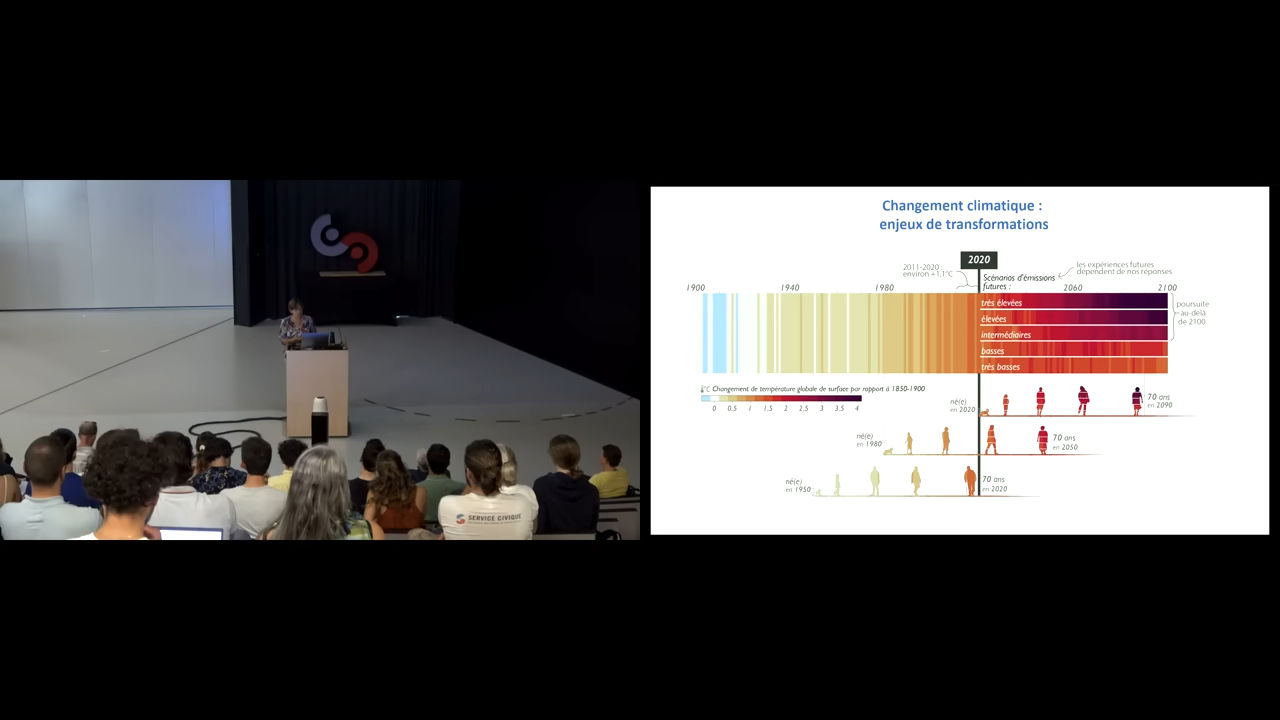 Changement climatique :
enjeux de transformations
2020
2011-2020 :
environ +1,1°C
Scénarios d'émissions
futures :
les expériences futures
dépendent de nos réponses
1900
1940
1980
2060
2100
très élevées
élevées
intermédiaires
basses
très basses
poursuite
au-delà
de 2100
°C Changement de température globale de surface par rapport à 1850-1900
0 0.5 1 1.5 2 2.5 3 3.5 4
né(e)
en 2020
70 ans
en 2090
né(e)
en 1980
70 ans
en 2050
né(e)
en 1950
70 ans
en 2020
SERVICE CIVIQUE